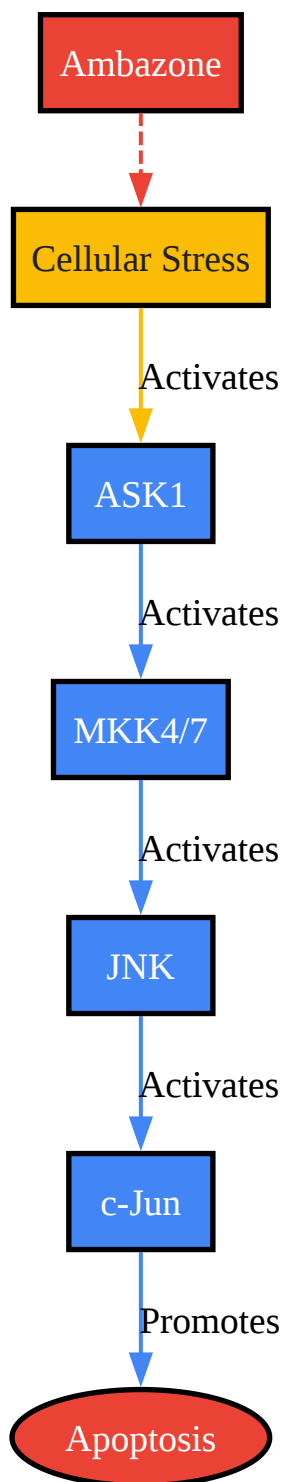 Ambazone
Cellular Stress
Activates
ASK1
Activates
MKK4/7
Activates
JNK
Activates
c-Jun
Promotes
Apoptosis